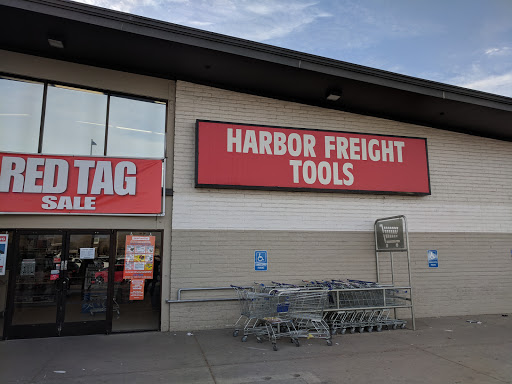 HARBOR FREIGHT
TOOLS
RED TAG
SALE